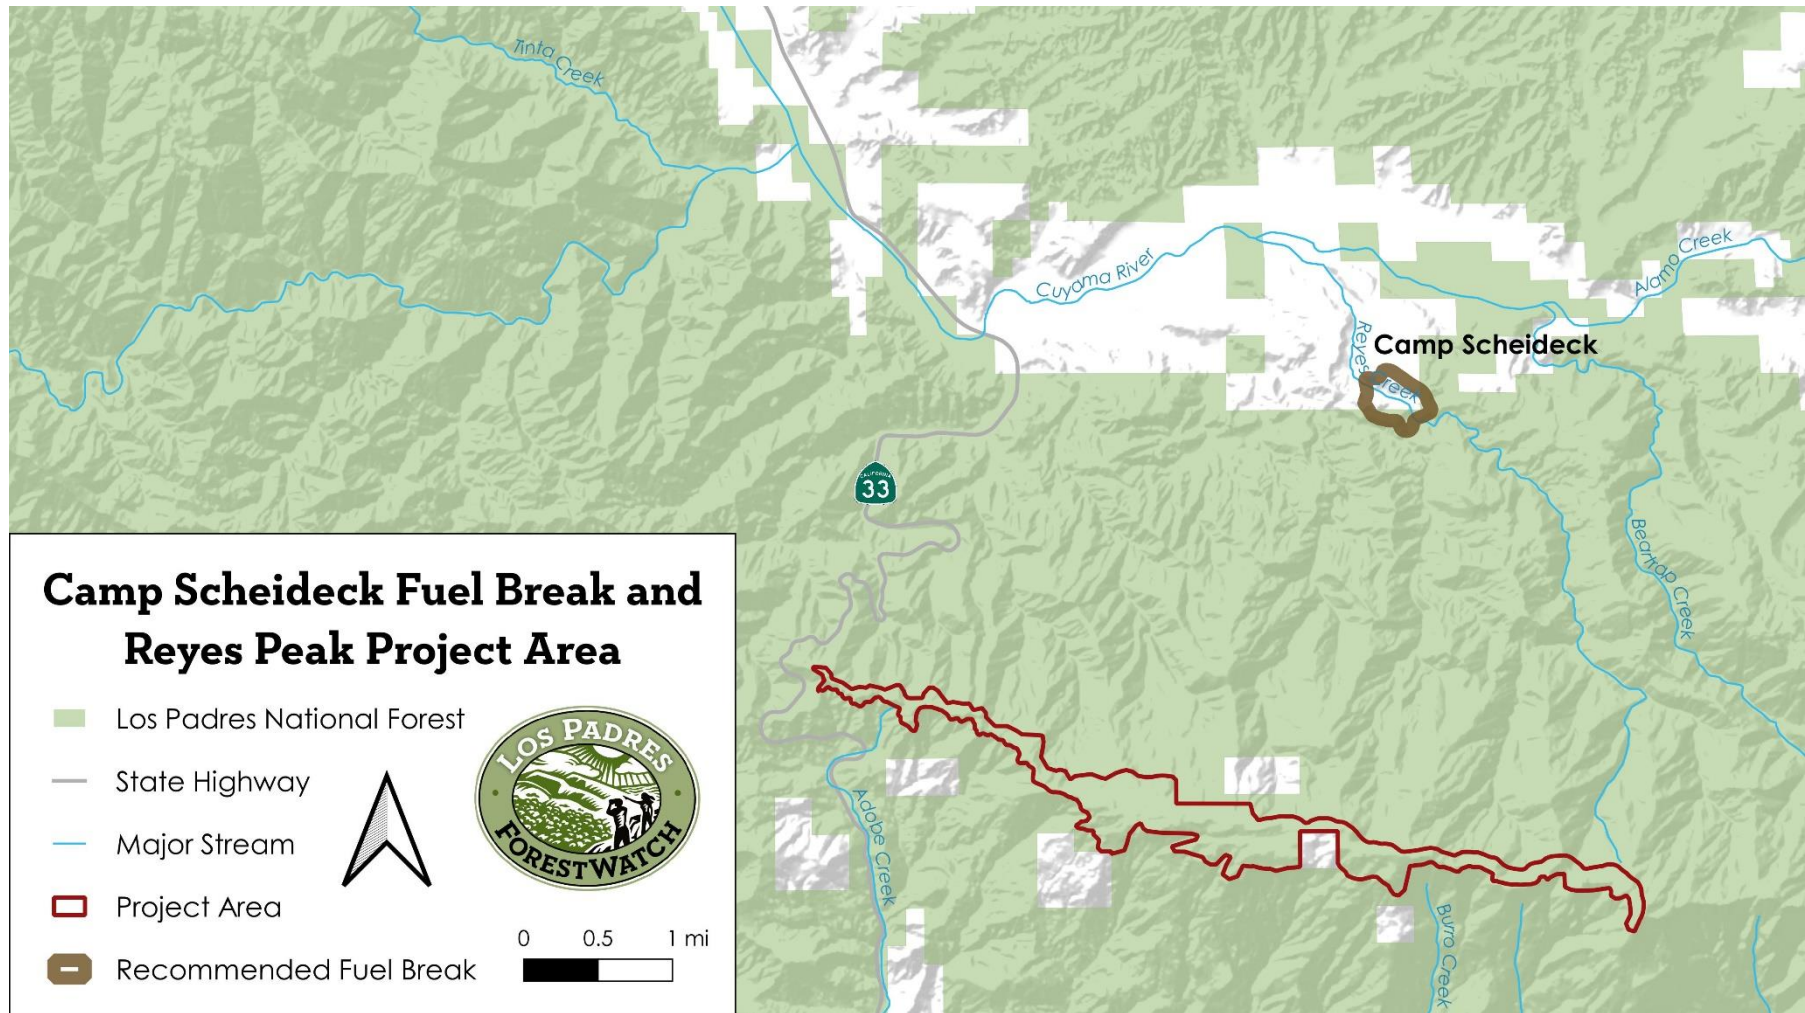 Tinta Creek
Cuyama River
Alamo Creek
Reyes Creek
Camp Scheideck
CALIFORNIA
33
Beartrap Creek
Adobe Creek
Burro Creek
Camp Scheideck Fuel Break and
Reyes Peak Project Area
Los Padres National Forest
State Highway
Major Stream
Project Area
Recommended Fuel Break
LOS PADRES
FORESTWATCH
0 0.5 1 mi